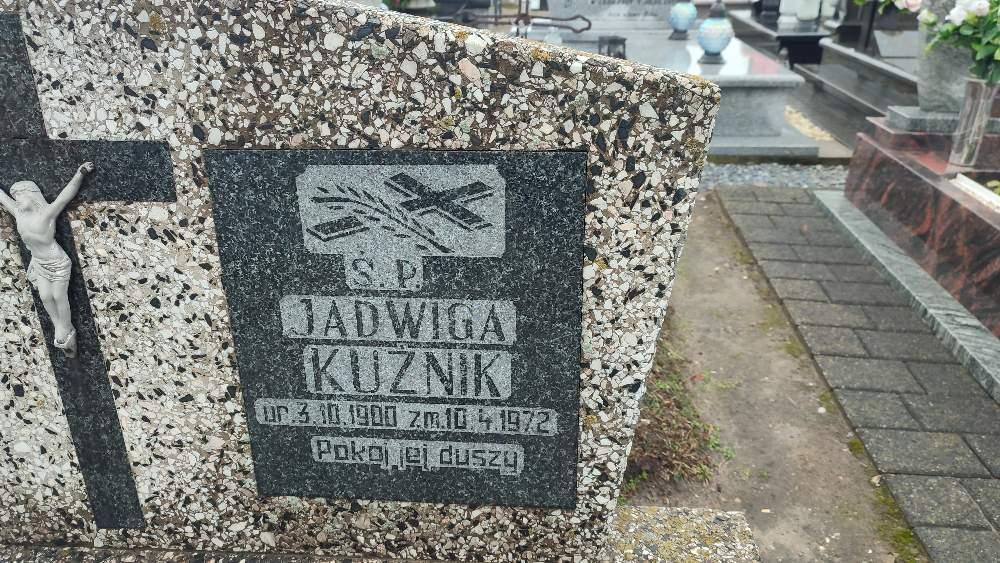 Ś.P.
JADWIGA
KUŹNIK
ur. 3.10.1900 zm. 10.4.1972
Pokój jej duszy